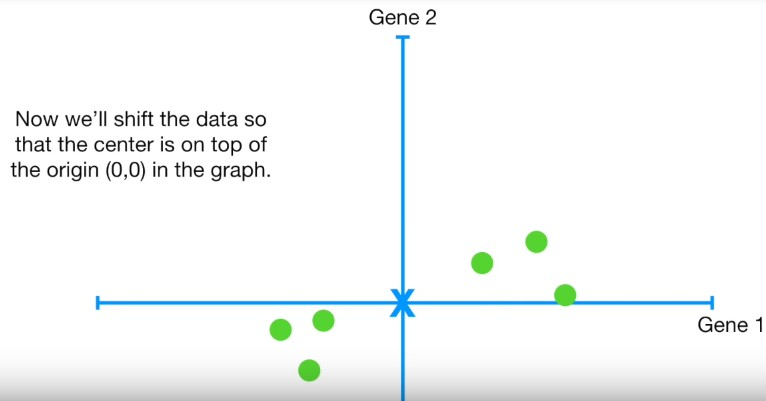 Gene 2
Now we'll shift the data so
that the center is on top of
the origin (0,0) in the graph.
Gene 1